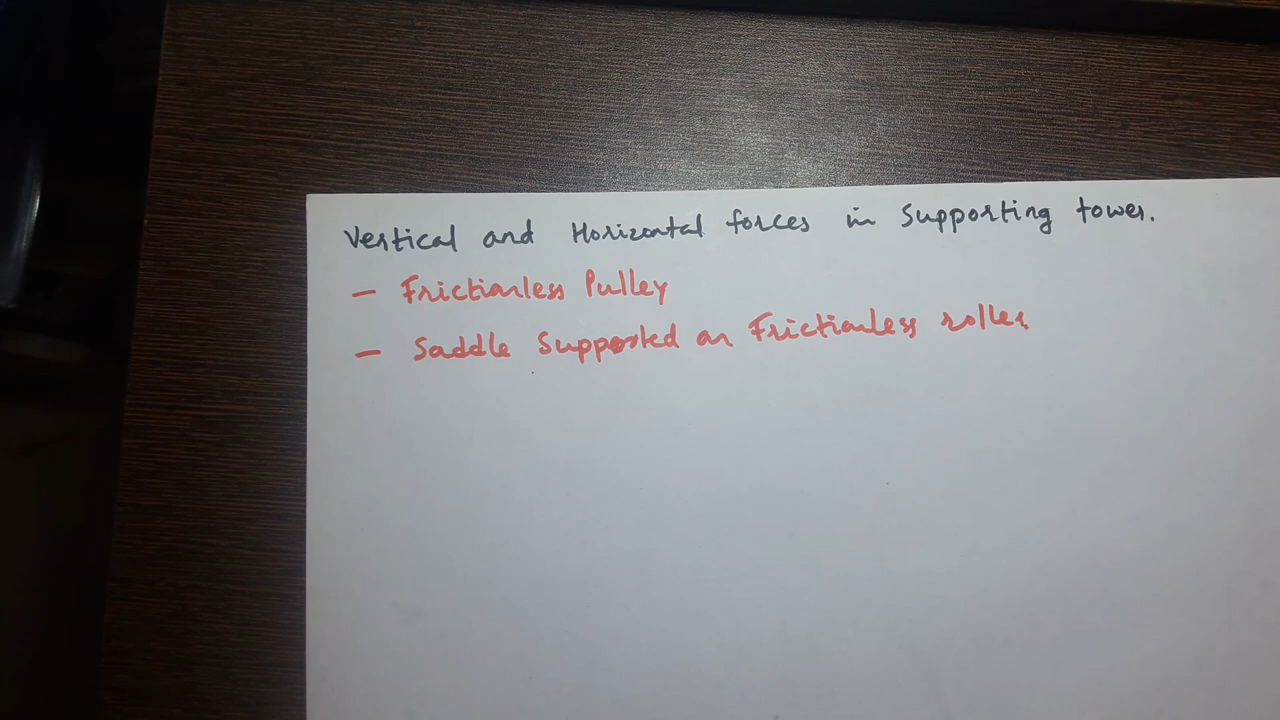 Vertical and Horizontal forces in Supporting tower.
- Frictionless Pulley
- Saddle Supported on Frictionless roller